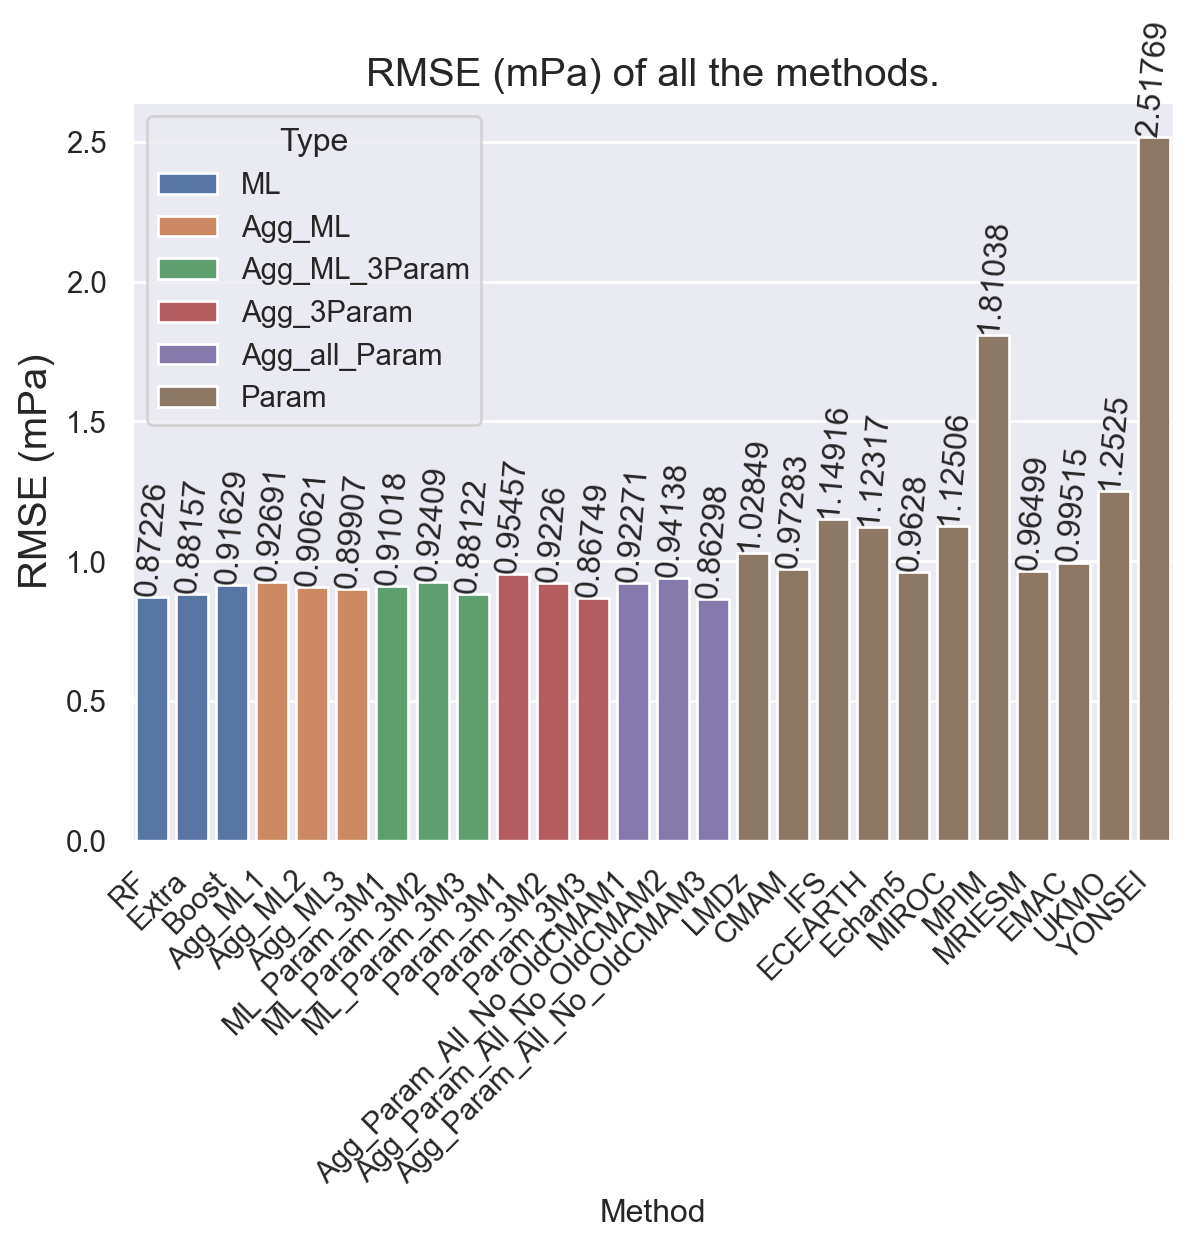 RMSE (mPa) of all the methods.
Type
ML
Agg_ML
Agg_ML_3Param
Agg_3Param
Agg_all_Param
Param
RMSE (mPa)
2.5
2.0
1.5
1.0
0.5
0.0
0.87226
0.88157
0.91629
0.92691
0.90621
0.89907
0.91018
0.92409
0.88122
0.95457
0.9226
0.86749
0.92271
0.94138
0.86298
1.02849
0.97283
1.14916
1.12317
0.9628
1.12506
1.81038
0.96499
0.99515
1.2525
2.51769
RF
Extra
Boost
Agg_ML1
Agg_ML2
Agg_ML3
ML_Param_3M1
ML_Param_3M2
ML_Param_3M3
Param_3M1
Param_3M2
Param_3M3
Agg_Param_All_No_OldCMAM1
Agg_Param_All_No_OldCMAM2
Agg_Param_All_No_OldCMAM3
LMDz
CMAM
IFS
ECEARTH
Echam5
MIROC
MPIM
MRIESM
EMAC
UKMO
YONSEI
Method